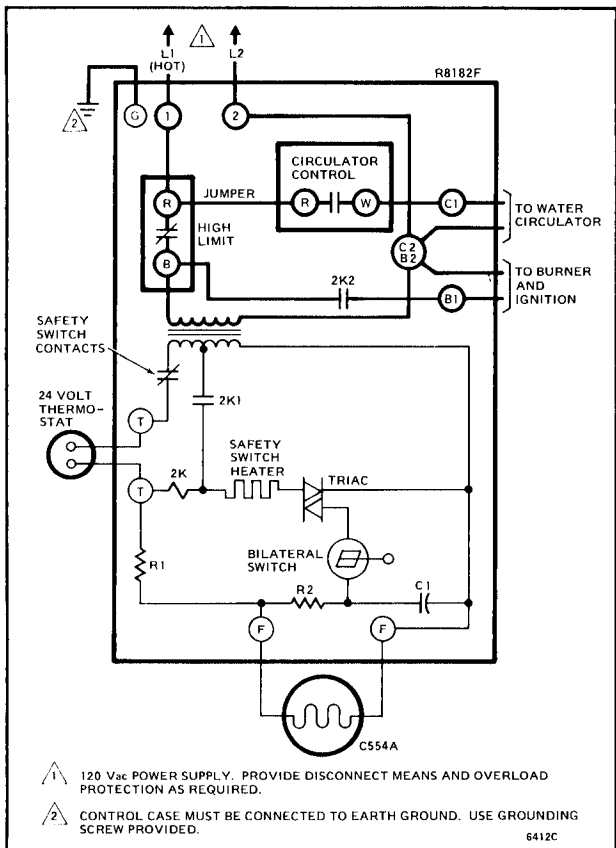 1
L1
(HOT)
L2
R8182F
2
G
1
2
CIRCULATOR
CONTROL
R
JUMPER
R
W
C1
TO WATER
CIRCULATOR
HIGH
LIMIT
C2
B2
B
2K2
B1
TO BURNER
AND
IGNITION
SAFETY
SWITCH
CONTACTS
24 VOLT
THERMO-
STAT
T
2K1
SAFETY
SWITCH
HEATER
TRIAC
T
2K
BILATERAL
SWITCH
R1
R2
C1
F
F
C554A
1 120 Vac POWER SUPPLY. PROVIDE DISCONNECT MEANS AND OVERLOAD
PROTECTION AS REQUIRED.
2 CONTROL CASE MUST BE CONNECTED TO EARTH GROUND. USE GROUNDING
SCREW PROVIDED.
6412C